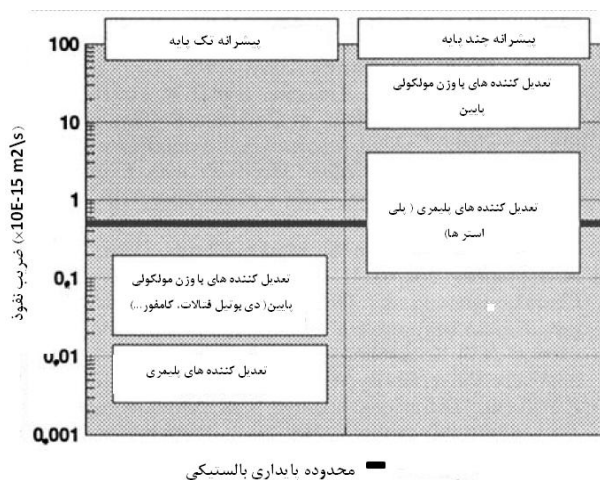 پیشرانه تک پایه
پیشرانه چند پایه
100
10
1
0,1
0,01
0,001
ضریب نفوذ (×10E-15 m2\s)
تعدیل کننده های با وزن مولکولی
پایین
تعدیل کننده های پلیمری ( پلی
استر ها)
تعدیل کننده های با وزن مولکولی
پایین( دی بوتیل فتالات، کامفور...)
تعدیل کننده های پلیمری
محدوده پایداری بالستیکی